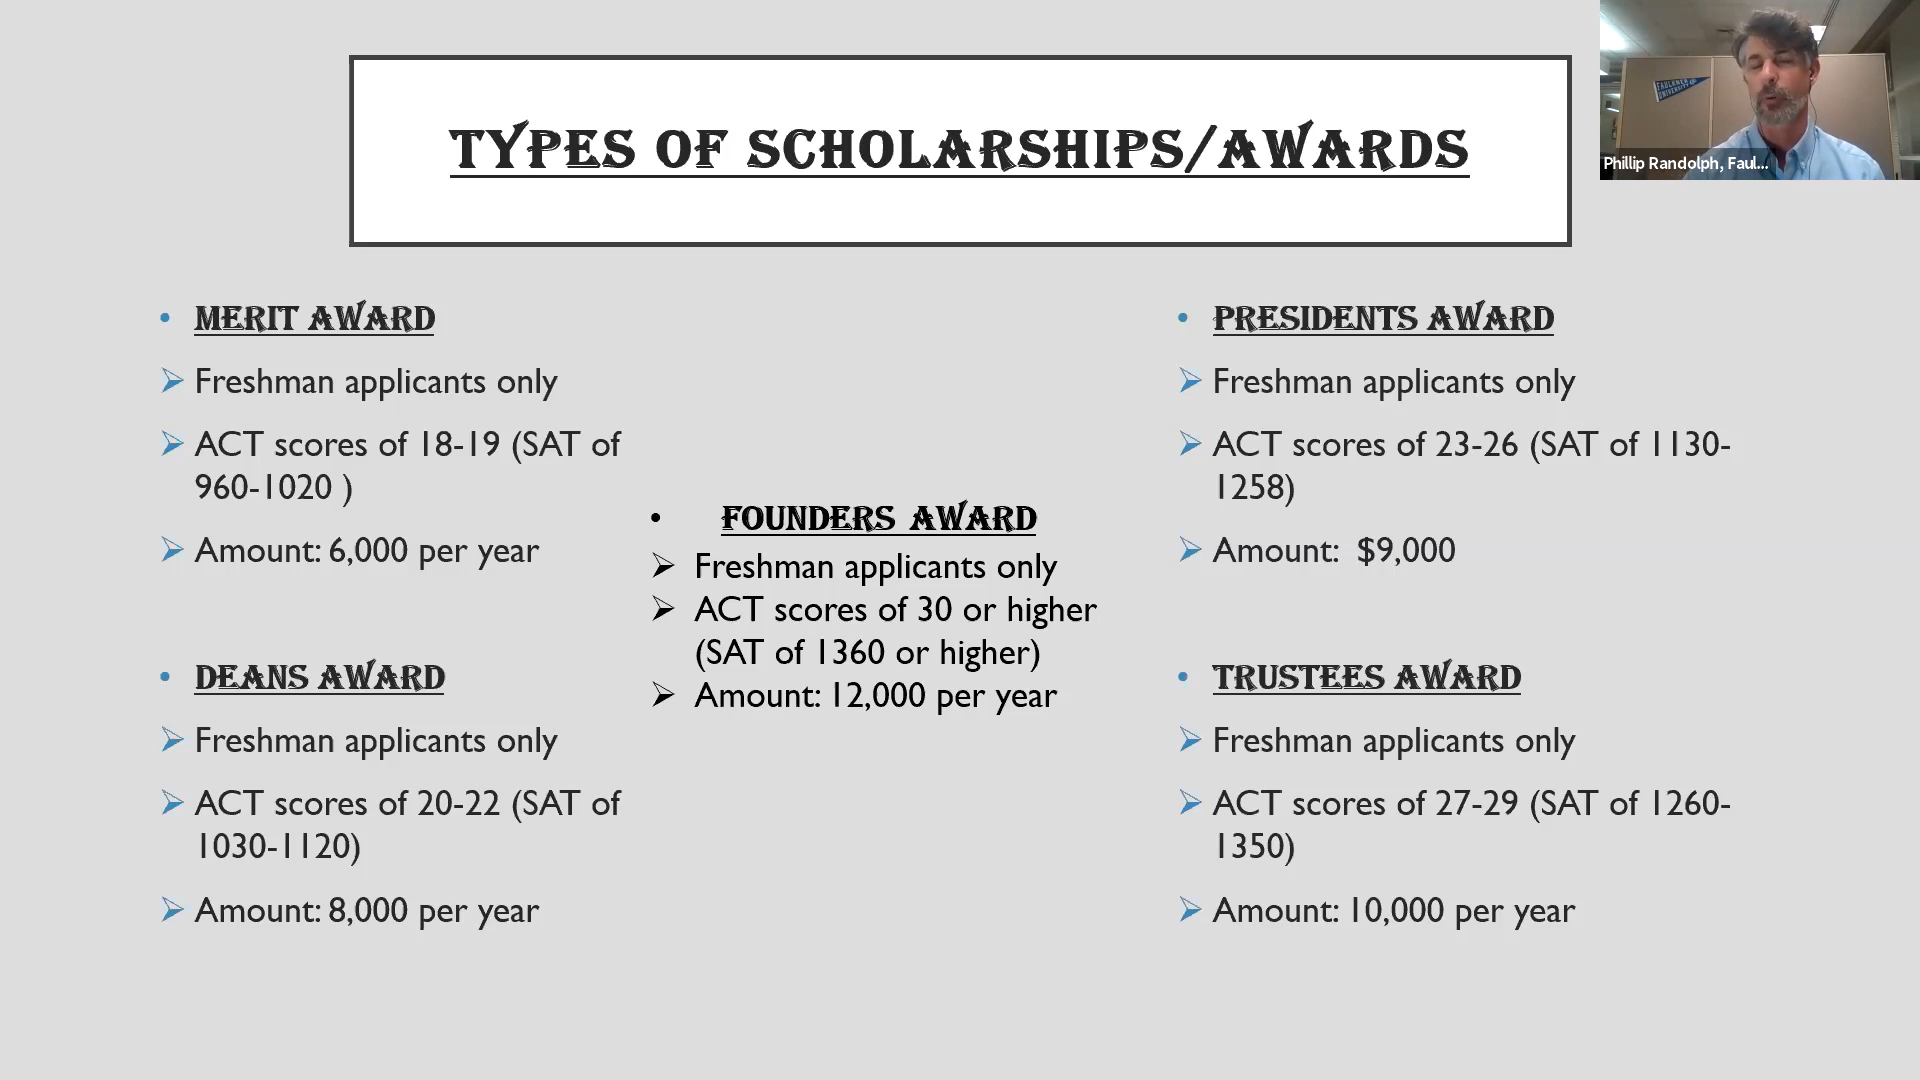 TYPES OF SCHOLARSHIPS/AWARDS
FAULKNER
UNIVERSITY
Phillip Randolph, Faul...
• MERIT AWARD
➢ Freshman applicants only
➢ ACT scores of 18-19 (SAT of
960-1020 )
➢ Amount: 6,000 per year
• DEANS AWARD
➢ Freshman applicants only
➢ ACT scores of 20-22 (SAT of
1030-1120)
➢ Amount: 8,000 per year
• FOUNDERS AWARD
➢ Freshman applicants only
➢ ACT scores of 30 or higher
(SAT of 1360 or higher)
➢ Amount: 12,000 per year
• PRESIDENTS AWARD
➢ Freshman applicants only
➢ ACT scores of 23-26 (SAT of 1130-
1258)
➢ Amount: $9,000
• TRUSTEES AWARD
➢ Freshman applicants only
➢ ACT scores of 27-29 (SAT of 1260-
1350)
➢ Amount: 10,000 per year